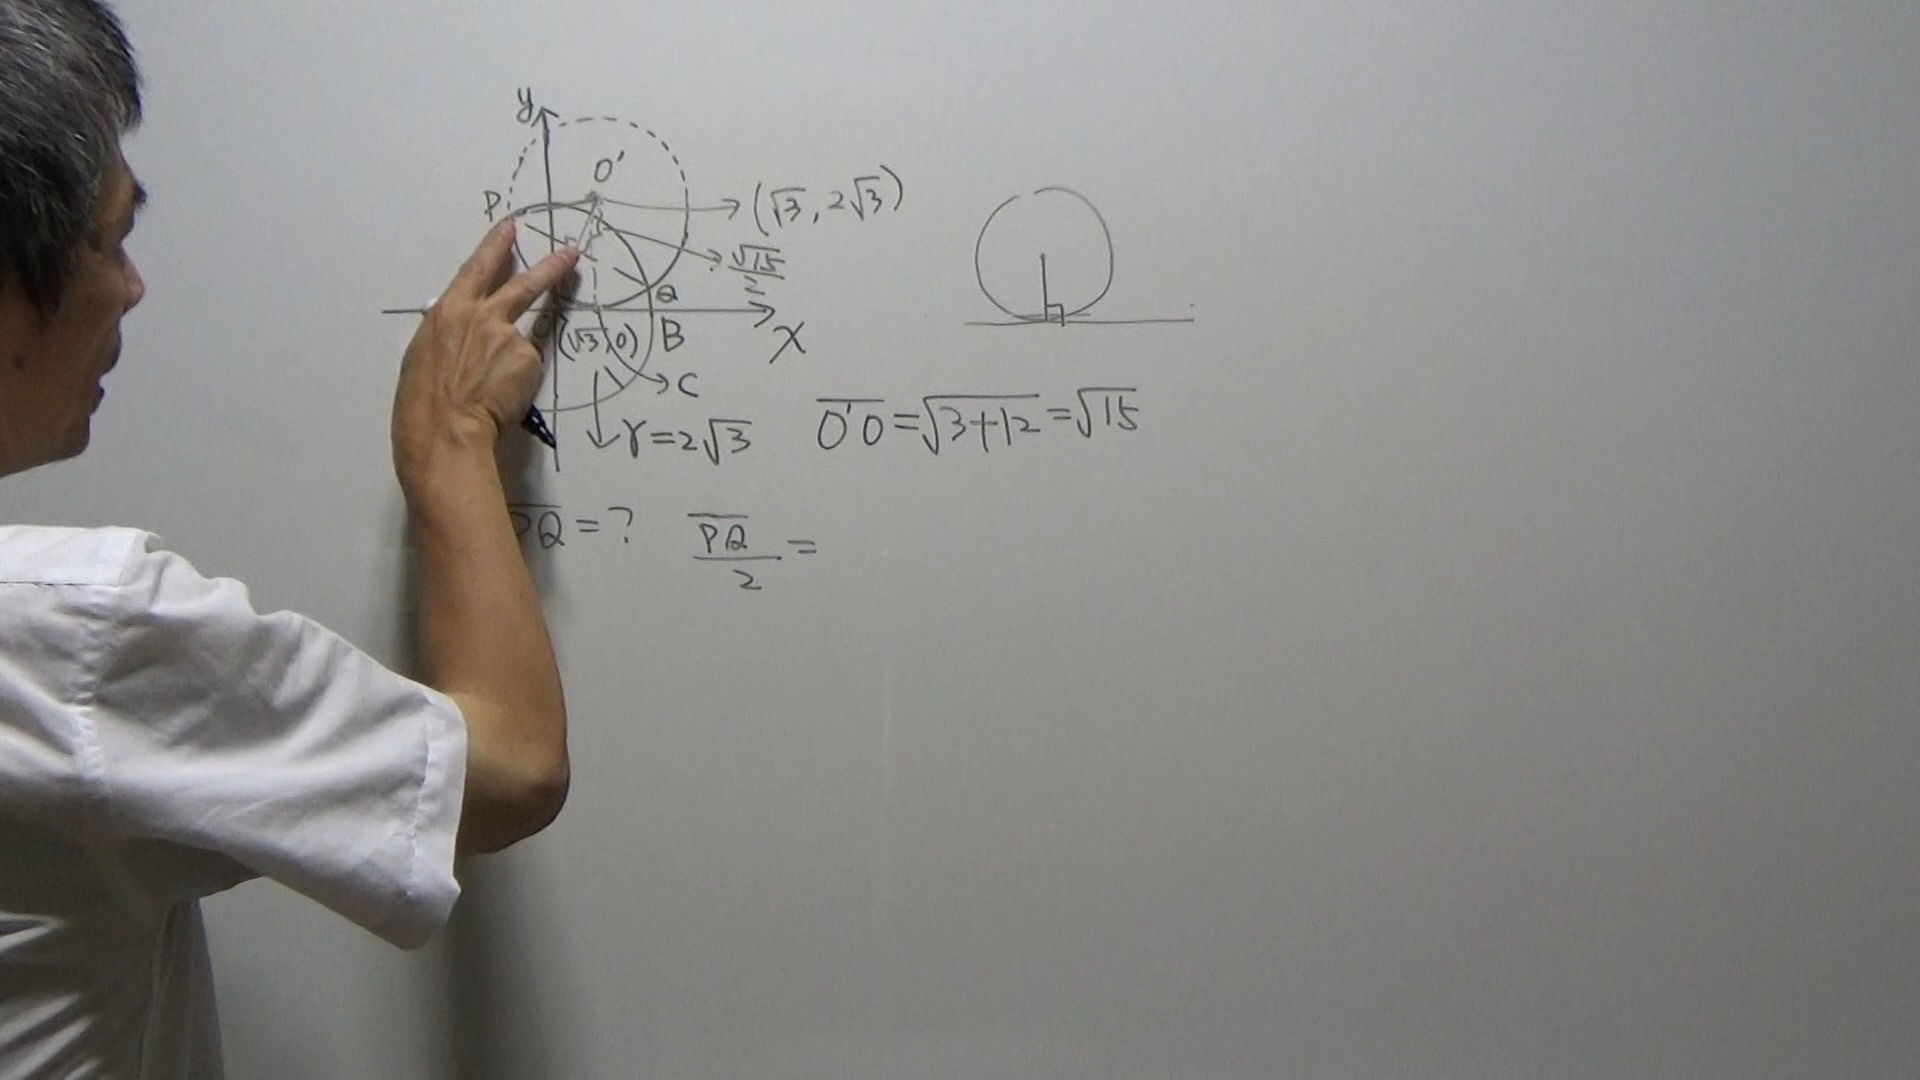 y
O'
P
(√3, 2√3)
√15/2
Q
(√3, 0)
B
X
C
r=2√3
O'O=√3+12=√15
PQ=?
PQ/2=